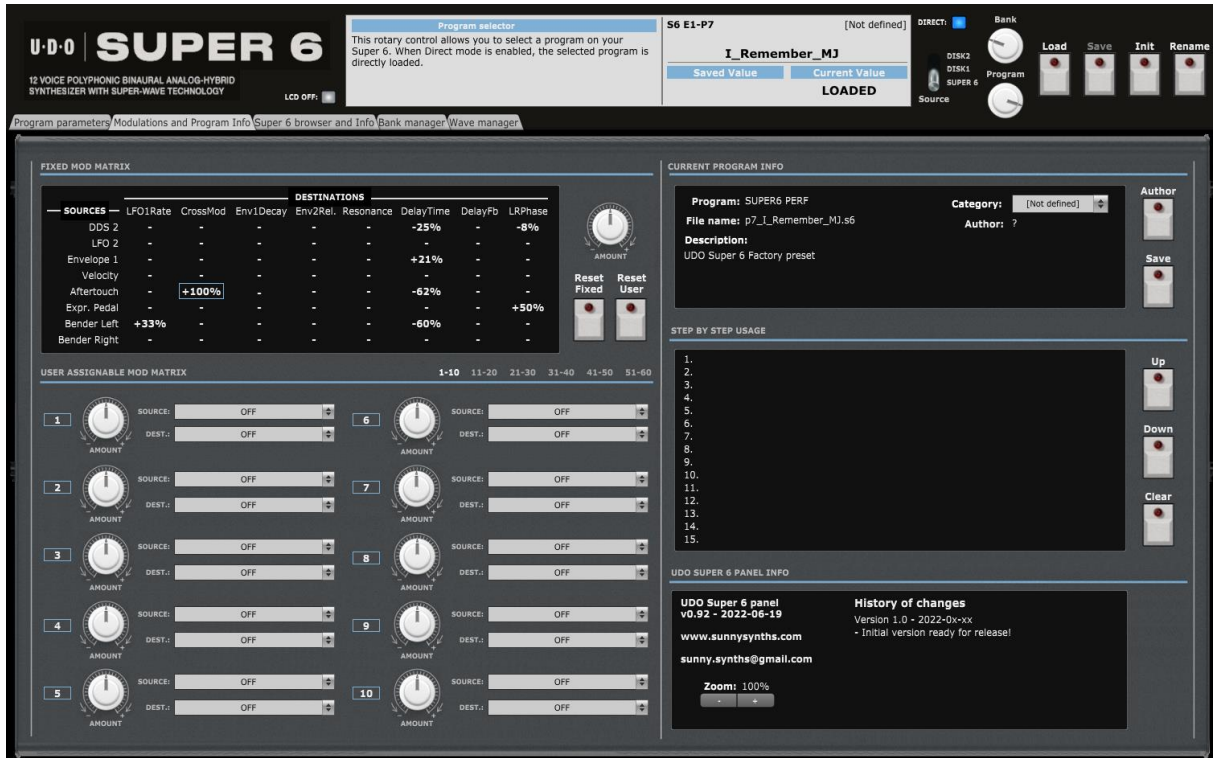 U·D·O SUPER 6
12 VOICE POLYPHONIC BINAURAL ANALOG-HYBRID
SYNTHESIZER WITH SUPER-WAVE TECHNOLOGY
LCD OFF:
Program selector
This rotary control allows you to select a program on your
Super 6. When Direct mode is enabled, the selected program is
directly loaded.
S6 E1-P7 [Not defined]
I_Remember_MJ
Saved Value Current Value
LOADED
DIRECT:
DISK2
DISK1
SUPER 6
Source
Bank
Program
Load Save Init Rename
Program parameters Modulations and Program Info Super 6 browser and Info Bank manager Wave manager
FIXED MOD MATRIX
DESTINATIONS
SOURCES LFO1Rate CrossMod Env1Decay Env2Rel. Resonance DelayTime DelayFb LRPhase
DDS 2 - - - - - -25% - -8%
LFO 2 - - - - - - - -
Envelope 1 - - - - - +21% - -
Velocity - - - - - - - -
Aftertouch - +100% - - - -62% - -
Expr. Pedal - - - - - - - +50%
Bender Left +33% - - - - -60% - -
Bender Right - - - - - - - -
AMOUNT
Reset Fixed
Reset User
USER ASSIGNABLE MOD MATRIX 1-10 11-20 21-30 31-40 41-50 51-60
1 AMOUNT SOURCE: OFF DEST.: OFF
6 AMOUNT SOURCE: OFF DEST.: OFF
2 AMOUNT SOURCE: OFF DEST.: OFF
7 AMOUNT SOURCE: OFF DEST.: OFF
3 AMOUNT SOURCE: OFF DEST.: OFF
8 AMOUNT SOURCE: OFF DEST.: OFF
4 AMOUNT SOURCE: OFF DEST.: OFF
9 AMOUNT SOURCE: OFF DEST.: OFF
5 AMOUNT SOURCE: OFF DEST.: OFF
10 AMOUNT SOURCE: OFF DEST.: OFF
CURRENT PROGRAM INFO
Program: SUPER6 PERF
Category: [Not defined]
File name: p7_I_Remember_MJ.s6
Author: ?
Description:
UDO Super 6 Factory preset
Author
Save
STEP BY STEP USAGE
1.
2.
3.
4.
5.
6.
7.
8.
9.
10.
11.
12.
13.
14.
15.
Up
Down
Clear
UDO SUPER 6 PANEL INFO
UDO Super 6 panel
v0.92 - 2022-06-19
www.sunnysynths.com
sunny.synths@gmail.com
Zoom: 100%
- +
History of changes
Version 1.0 - 2022-0x-xx
- Initial version ready for release!